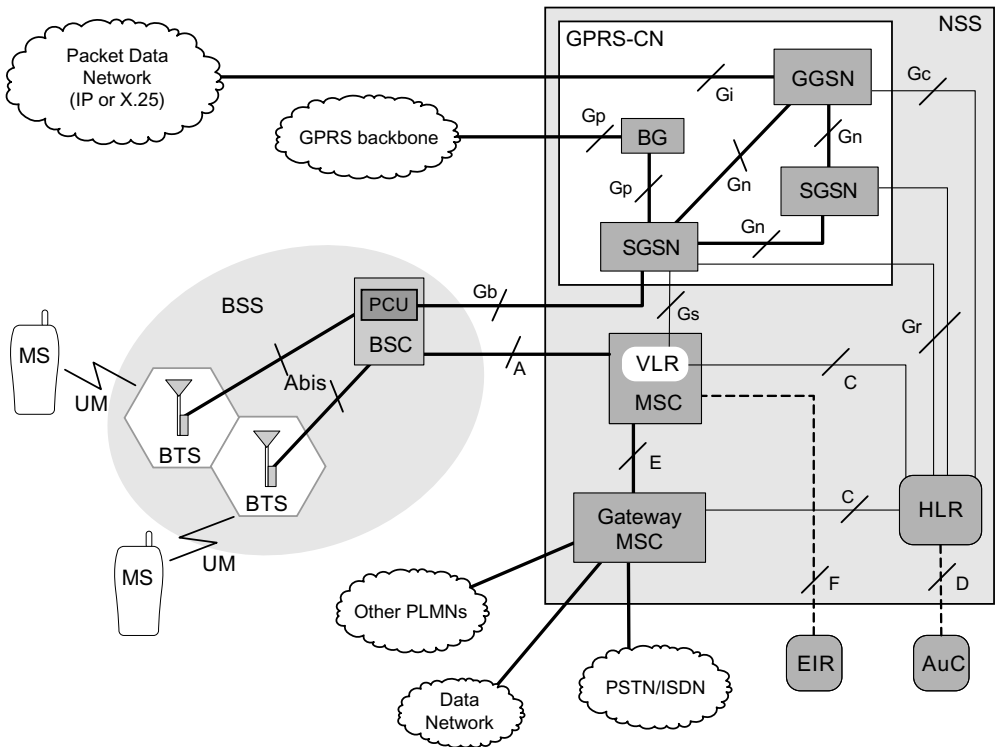 NSS
GPRS-CN
Packet Data
Network
(IP or X.25)
GGSN
Gc
Gi
Gp
GPRS backbone
BG
Gn
Gp
Gn
SGSN
Gn
SGSN
BSS
PCU
Gb
Gs
Gr
MS
BSC
A
VLR
C
Abis
MSC
UM
BTS
E
BTS
C
HLR
Gateway
MSC
MS
UM
F
D
Other PLMNs
EIR
AuC
PSTN/ISDN
Data
Network